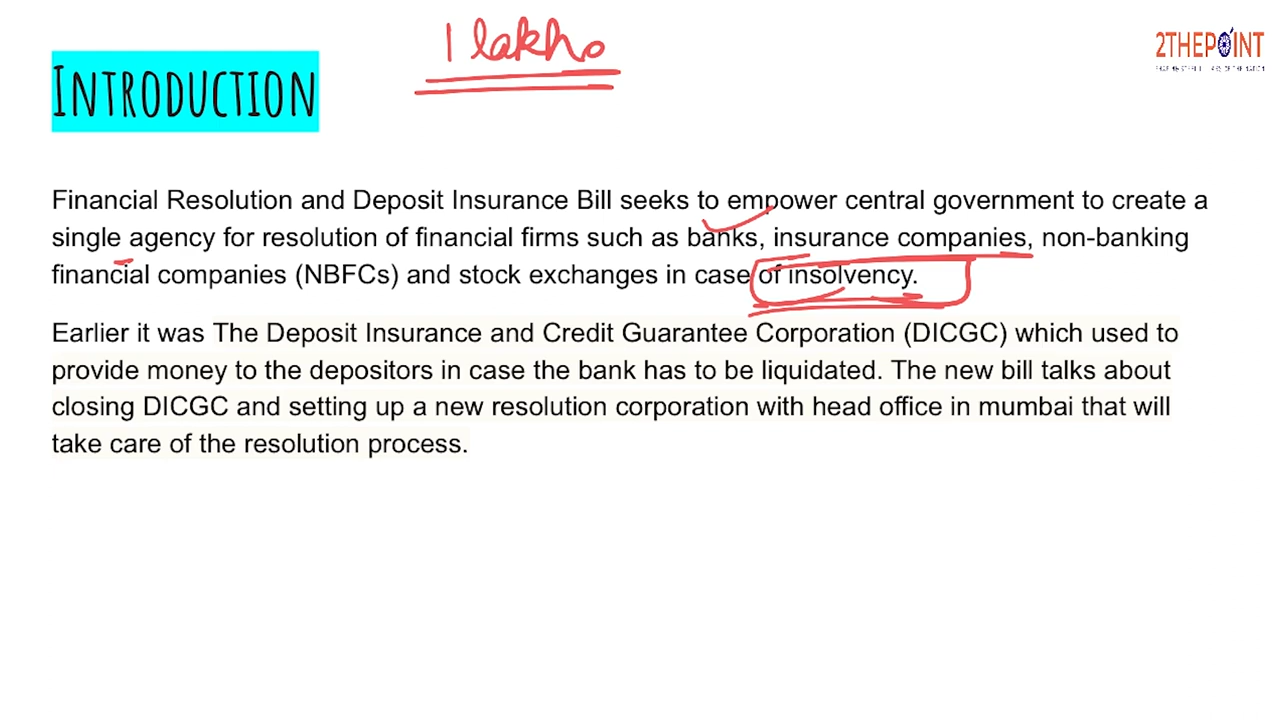 1 lakh
2THEPOINT
INTRODUCTION
Financial Resolution and Deposit Insurance Bill seeks to empower central government to create a
single agency for resolution of financial firms such as banks, insurance companies, non-banking
financial companies (NBFCs) and stock exchanges in case of insolvency.
Earlier it was The Deposit Insurance and Credit Guarantee Corporation (DICGC) which used to
provide money to the depositors in case the bank has to be liquidated. The new bill talks about
closing DICGC and setting up a new resolution corporation with head office in mumbai that will
take care of the resolution process.